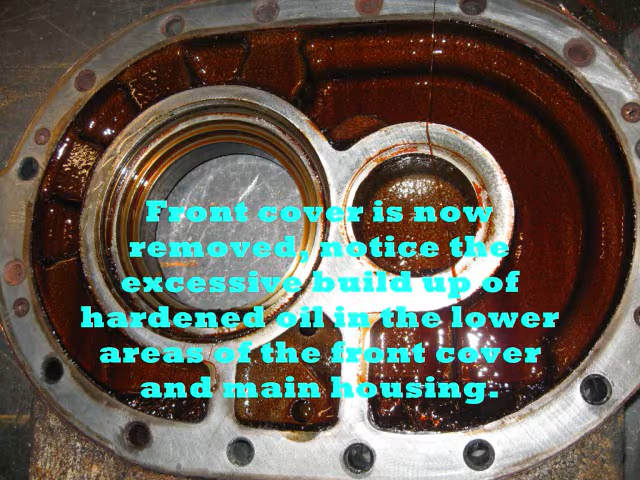 Front cover is now
removed, notice the
excessive build up of
hardened oil in the lower
areas of the front cover
and main housing.